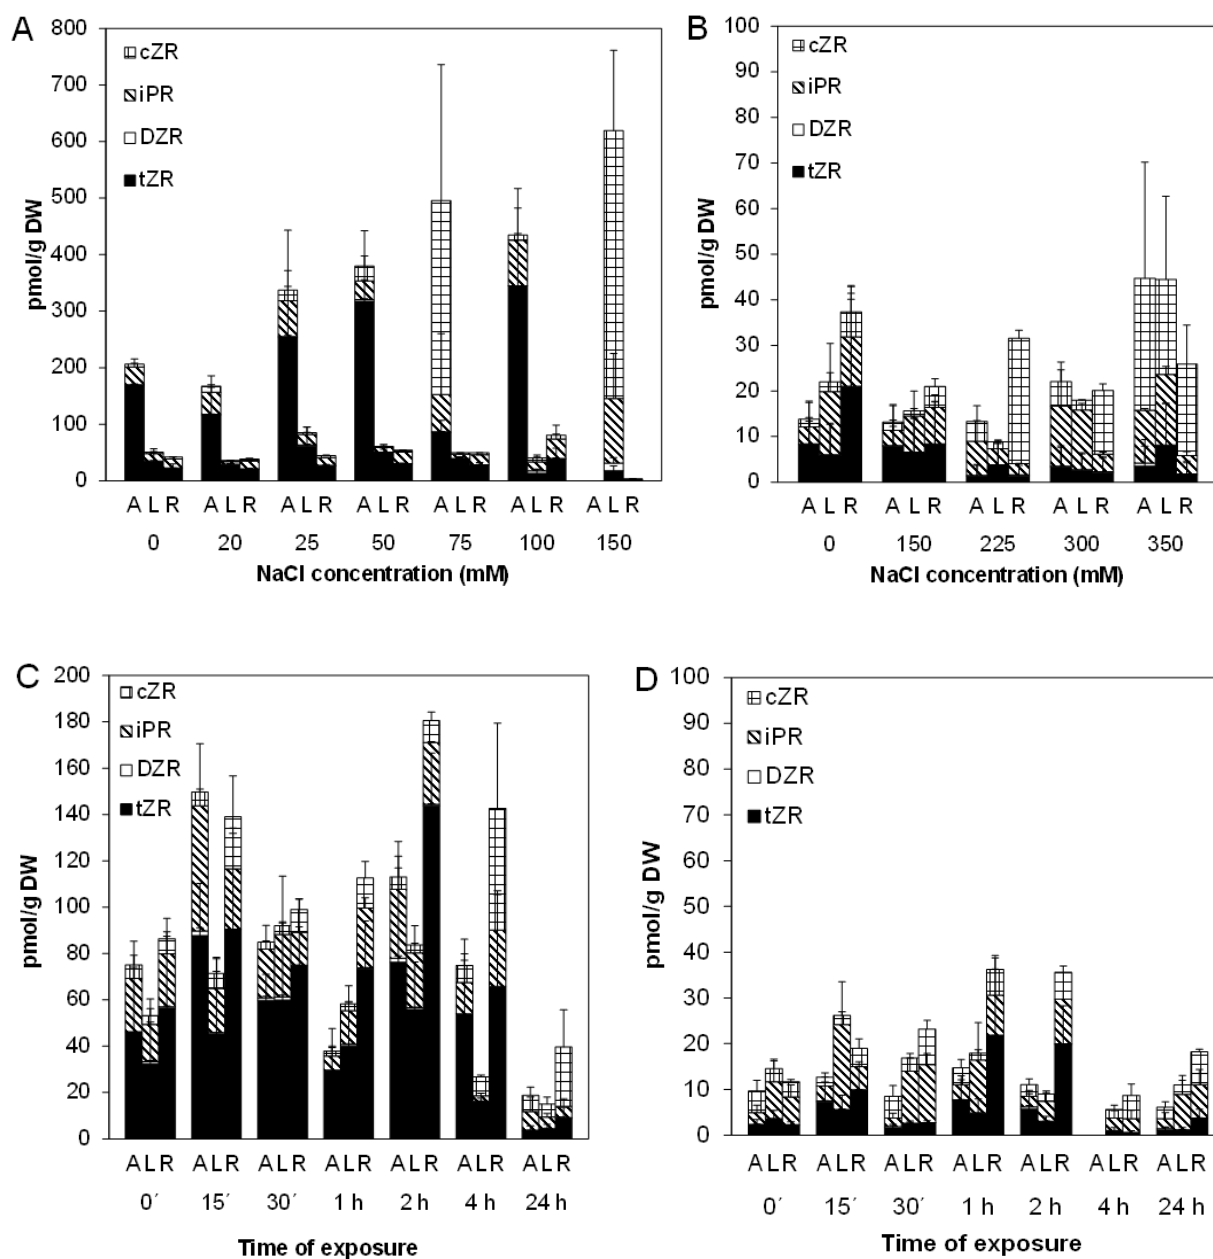 A
800
700
600
500
400
300
200
100
0
pmol/g DW
cZR
iPR
DZR
tZR
A L R A L R A L R A L R A L R A L R A L R
0 20 25 50 75 100 150
NaCl concentration (mM)
B
100
90
80
70
60
50
40
30
20
10
0
pmol/g DW
cZR
iPR
DZR
tZR
A L R A L R A L R A L R A L R
0 150 225 300 350
NaCl concentration (mM)
C
200
180
160
140
120
100
80
60
40
20
0
pmol/g DW
cZR
iPR
DZR
tZR
A L R A L R A L R A L R A L R A L R A L R
0´ 15´ 30´ 1 h 2 h 4 h 24 h
Time of exposure
D
100
90
80
70
60
50
40
30
20
10
0
pmol/g DW
cZR
iPR
DZR
tZR
A L R A L R A L R A L R A L R A L R A L R
0´ 15´ 30´ 1 h 2 h 4 h 24 h
Time of exposure